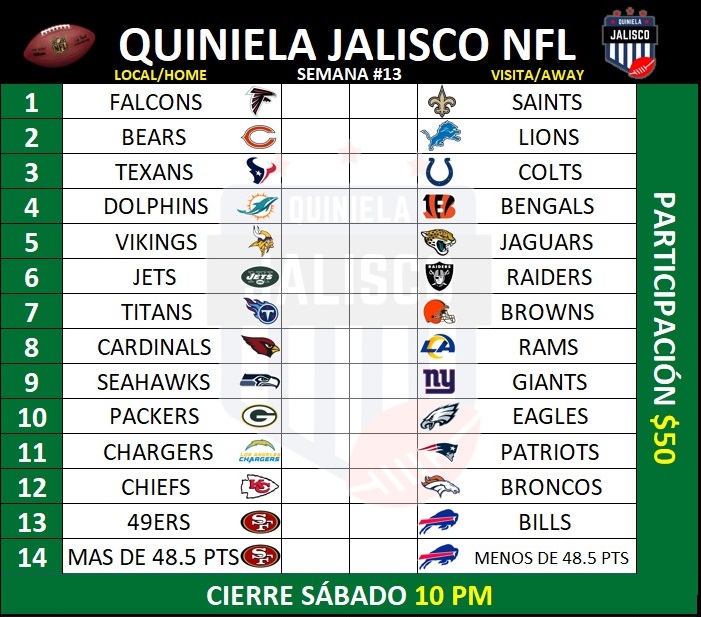 QUINIELA JALISCO NFL
QUINIELA
JALISCO
LOCAL/HOME SEMANA #13 VISITA/AWAY
1 FALCONS SAINTS
2 BEARS LIONS
3 TEXANS COLTS
4 DOLPHINS BENGALS
5 VIKINGS JAGUARS
6 JETS RAIDERS
7 TITANS BROWNS
8 CARDINALS RAMS
9 SEAHAWKS GIANTS
10 PACKERS EAGLES
11 CHARGERS PATRIOTS
12 CHIEFS BRONCOS
13 49ERS BILLS
14 MAS DE 48.5 PTS MENOS DE 48.5 PTS
PARTICIPACIÓN $50
QUINIELA
JALISCO
CIERRE SÁBADO 10 PM